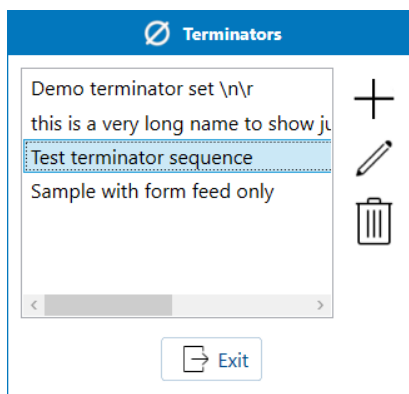 Terminators
Demo terminator set \n\r
this is a very long name to show ju
Test terminator sequence
Sample with form feed only
Exit